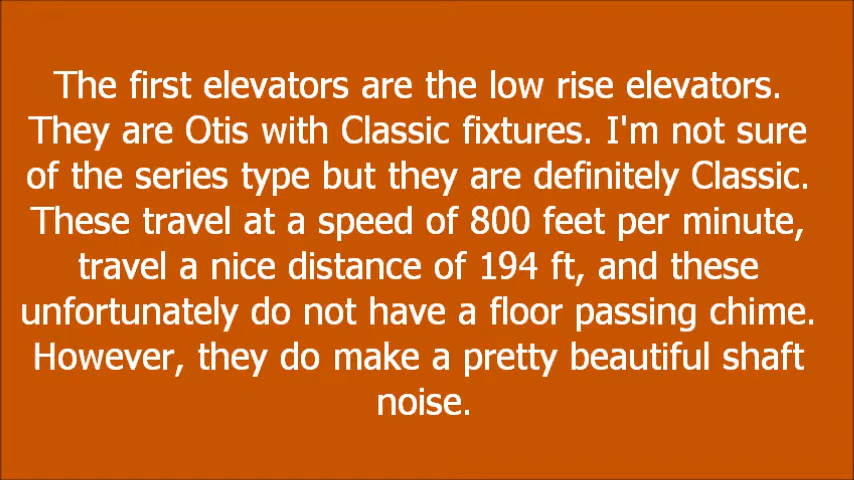 The first elevators are the low rise elevators.
They are Otis with Classic fixtures. I'm not sure
of the series type but they are definitely Classic.
These travel at a speed of 800 feet per minute,
travel a nice distance of 194 ft, and these
unfortunately do not have a floor passing chime.
However, they do make a pretty beautiful shaft
noise.